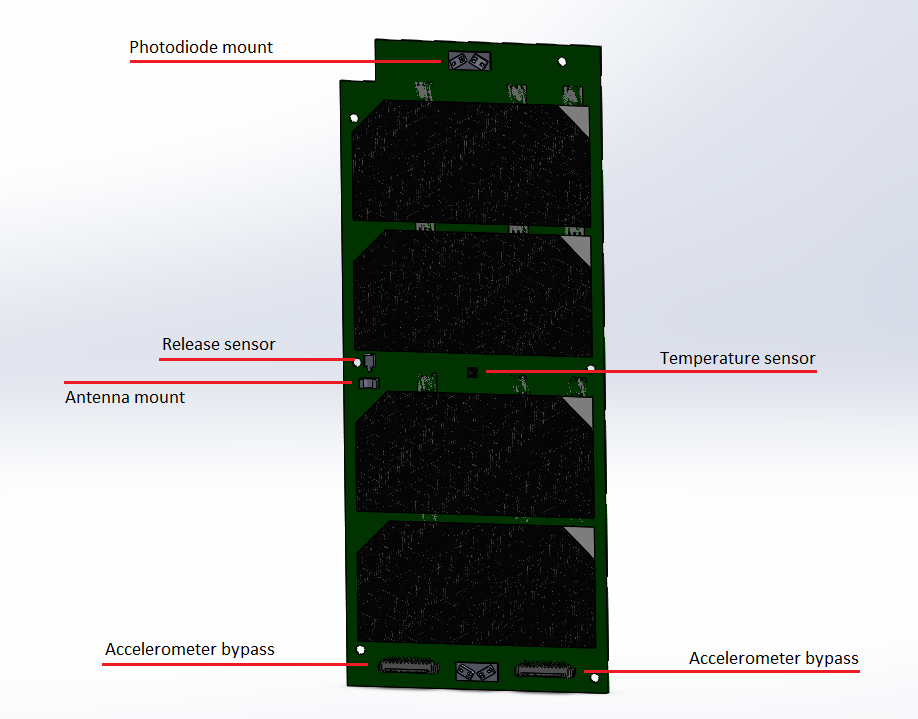 Photodiode mount
Release sensor
Temperature sensor
Antenna mount
Accelerometer bypass
Accelerometer bypass